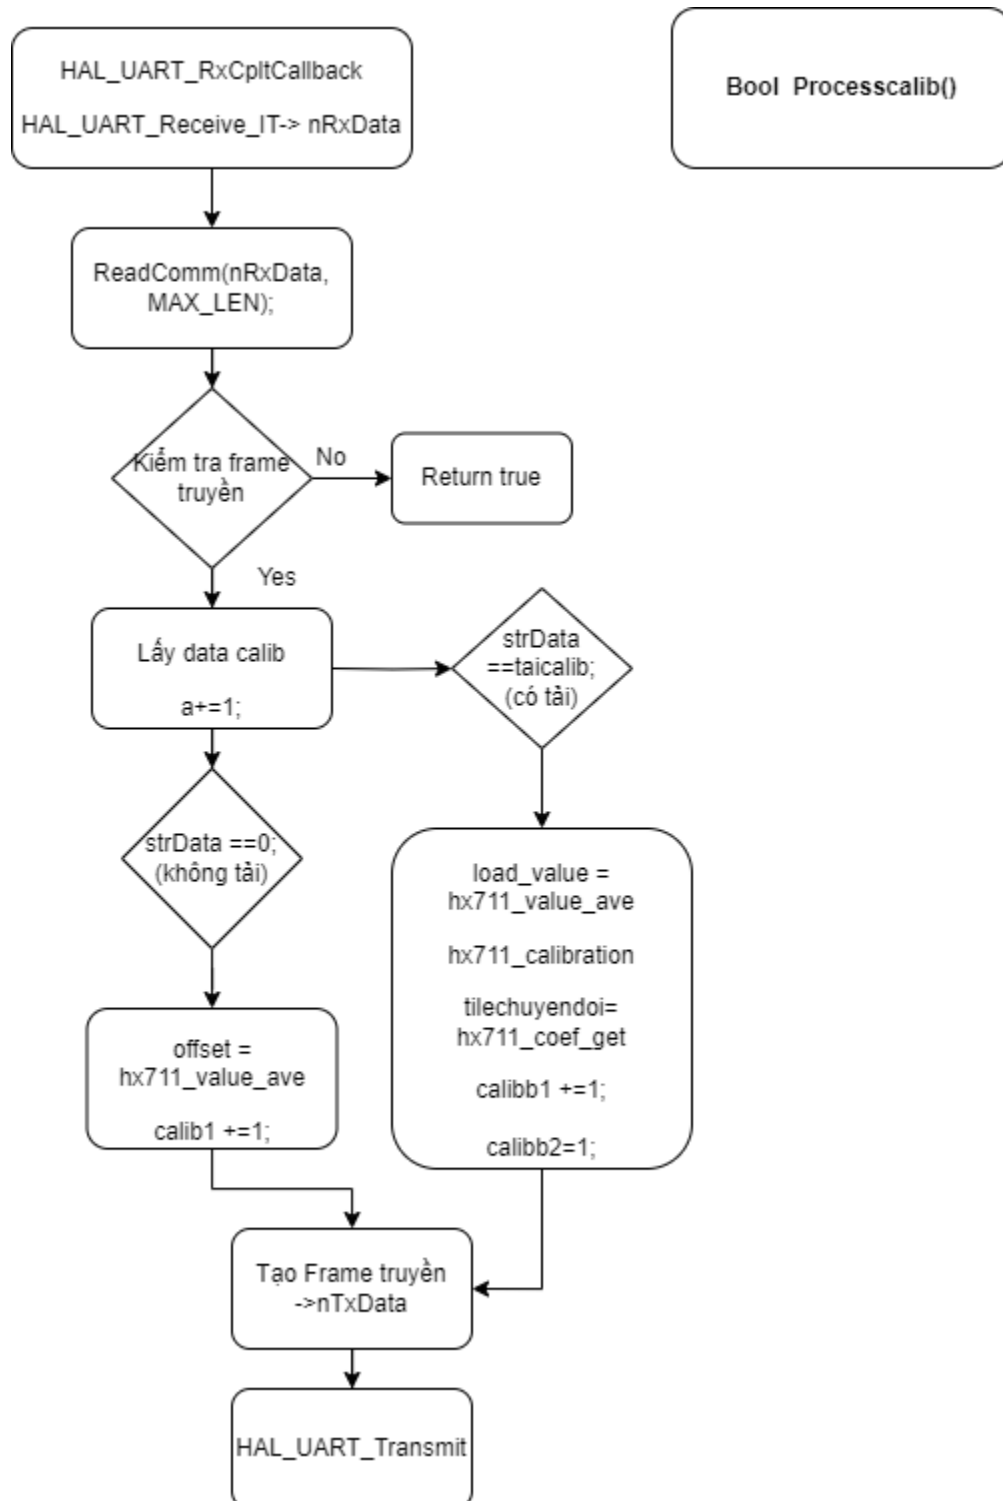 HAL_UART_RxCpltCallback
HAL_UART_Receive_IT-> nRxData
Bool Processcalib()
ReadComm(nRxData,
MAX_LEN);
Kiểm tra frame
truyền
No
Return true
Yes
Lấy data calib
a+=1;
strData
==taicalib;
(có tải)
strData ==0;
(không tải)
load_value =
hx711_value_ave
hx711_calibration
tilechuyendoi=
hx711_coef_get
calibb1 +=1;
calibb2=1;
offset =
hx711_value_ave
calib1 +=1;
Tạo Frame truyền
->nTxData
HAL_UART_Transmit